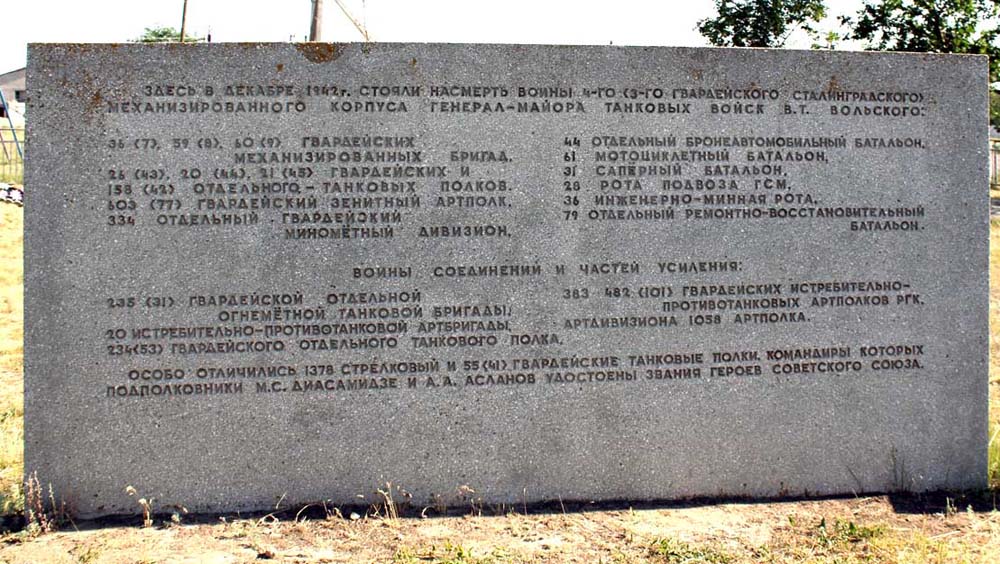 ЗДЕСЬ В ДЕКАБРЕ 1942 г. СТОЯЛИ НАСМЕРТЬ ВОИНЫ 4-ГО (3-ГО ГВАРДЕЙСКОГО СТАЛИНГРАДСКОГО)
МЕХАНИЗИРОВАННОГО КОРПУСА ГЕНЕРАЛ-МАЙОРА ТАНКОВЫХ ВОЙСК В.Т. ВОЛЬСКОГО:
36 (7), 59 (8), 60 (9) ГВАРДЕЙСКИХ
МЕХАНИЗИРОВАННЫХ БРИГАД,
26 (43), 20 (44), 21 (45) ГВАРДЕЙСКИХ И
158 (42) ОТДЕЛЬНОГО - ТАНКОВЫХ ПОЛКОВ.
603 (77) ГВАРДЕЙСКИЙ ЗЕНИТНЫЙ АРТПОЛК,
334 ОТДЕЛЬНЫЙ ГВАРДЕЙСКИЙ
МИНОМЁТНЫЙ ДИВИЗИОН,
44 ОТДЕЛЬНЫЙ БРОНЕАВТОМОБИЛЬНЫЙ БАТАЛЬОН,
61 МОТОЦИКЛЕТНЫЙ БАТАЛЬОН,
31 САПЕРНЫЙ БАТАЛЬОН,
28 РОТА ПОДВОЗА ГСМ,
36 ИНЖЕНЕРНО-МИННАЯ РОТА,
79 ОТДЕЛЬНЫЙ РЕМОНТНО-ВОССТАНОВИТЕЛЬНЫЙ
БАТАЛЬОН.
ВОИНЫ СОЕДИНЕНИЙ И ЧАСТЕЙ УСИЛЕНИЯ:
235 (31) ГВАРДЕЙСКОЙ ОТДЕЛЬНОЙ
ОГНЕМЁТНОЙ ТАНКОВОЙ БРИГАДЫ,
20 ИСТРЕБИТЕЛЬНО-ПРОТИВОТАНКОВОЙ АРТБРИГАДЫ,
234(53) ГВАРДЕЙСКОГО ОТДЕЛЬНОГО ТАНКОВОГО ПОЛКА.
383 482 (101) ГВАРДЕЙСКИХ ИСТРЕБИТЕЛЬНО-
ПРОТИВОТАНКОВЫХ АРТПОЛКОВ РГК.
АРТДИВИЗИОНА 1058 АРТПОЛКА.
ОСОБО ОТЛИЧИЛИСЬ 1378 СТРЕЛКОВЫЙ И 55 (41) ГВАРДЕЙСКИЕ ТАНКОВЫЕ ПОЛКИ, КОМАНДИРЫ КОТОРЫХ
ПОДПОЛКОВНИКИ М.С. ДИАСАМИДЗЕ И А.А. АСЛАНОВ УДОСТОЕНЫ ЗВАНИЯ ГЕРОЕВ СОВЕТСКОГО СОЮЗА.